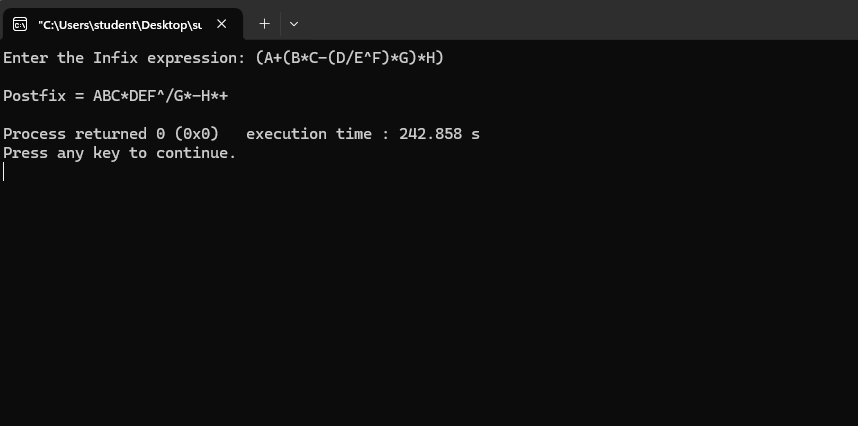 "C:\Users\student\Desktop\su
Enter the Infix expression: (A+(B*C-(D/E^F)*G)*H)
Postfix = ABC*DEF^/G*-H*+
Process returned 0 (0x0)   execution time : 242.858 s
Press any key to continue.